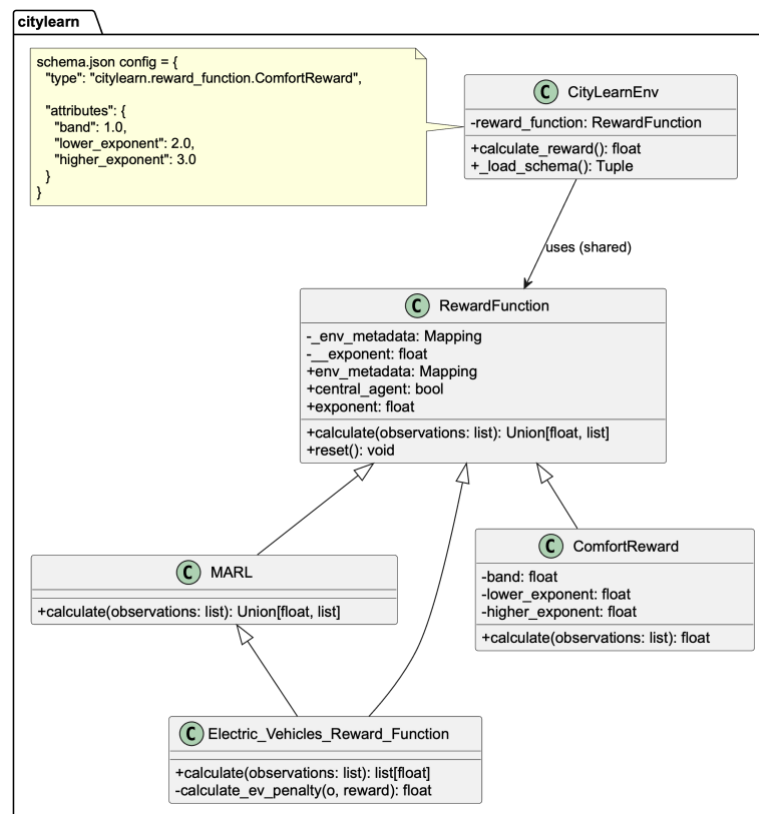 citylearn
schema.json config = {
"type": "citylearn.reward_function.ComfortReward",
"attributes": {
"band": 1.0,
"lower_exponent": 2.0,
"higher_exponent": 3.0
}
}
C CityLearnEnv
-reward_function: RewardFunction
+calculate_reward(): float
+_load_schema(): Tuple
uses (shared)
C RewardFunction
-_env_metadata: Mapping
-__exponent: float
+env_metadata: Mapping
+central_agent: bool
+exponent: float
+calculate(observations: list): Union[float, list]
+reset(): void
C MARL
+calculate(observations: list): Union[float, list]
C ComfortReward
-band: float
-lower_exponent: float
-higher_exponent: float
+calculate(observations: list): float
C Electric_Vehicles_Reward_Function
+calculate(observations: list): list[float]
-calculate_ev_penalty(o, reward): float